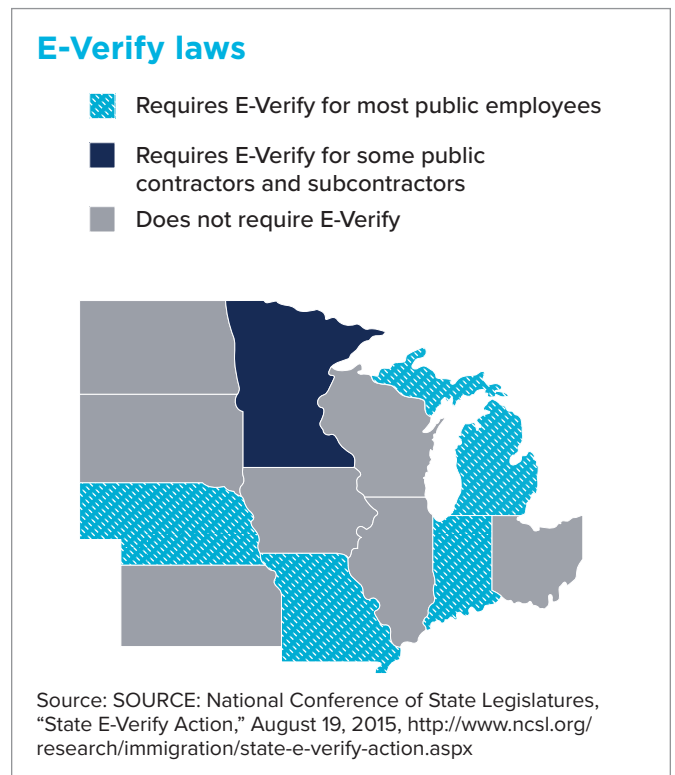 E-Verify laws
Requires E-Verify for most public employees
Requires E-Verify for some public
contractors and subcontractors
Does not require E-Verify
Source: SOURCE: National Conference of State Legislatures,
“State E-Verify Action,” August 19, 2015, http://www.ncsl.org/
research/immigration/state-e-verify-action.aspx